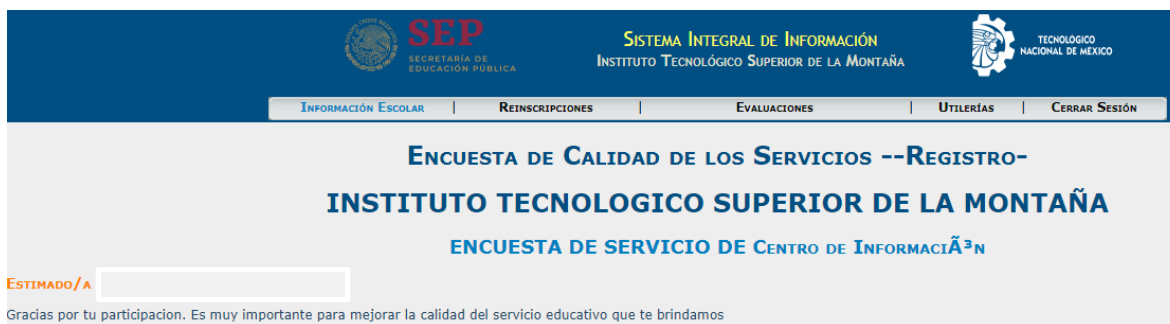 SEP
SECRETARÍA DE
EDUCACIÓN PÚBLICA
Sistema Integral de Información
Instituto Tecnológico Superior de la Montaña
TECNOLÓGICO
NACIONAL DE MÉXICO
Información Escolar | Reinscripciones | Evaluaciones | Utilerías | Cerrar Sesión
Encuesta de Calidad de los Servicios --Registro-
INSTITUTO TECNOLOGICO SUPERIOR DE LA MONTAÑA
ENCUESTA DE SERVICIO DE Centro de InformaciÃ³n
Estimado/a
Gracias por tu participacion. Es muy importante para mejorar la calidad del servicio educativo que te brindamos